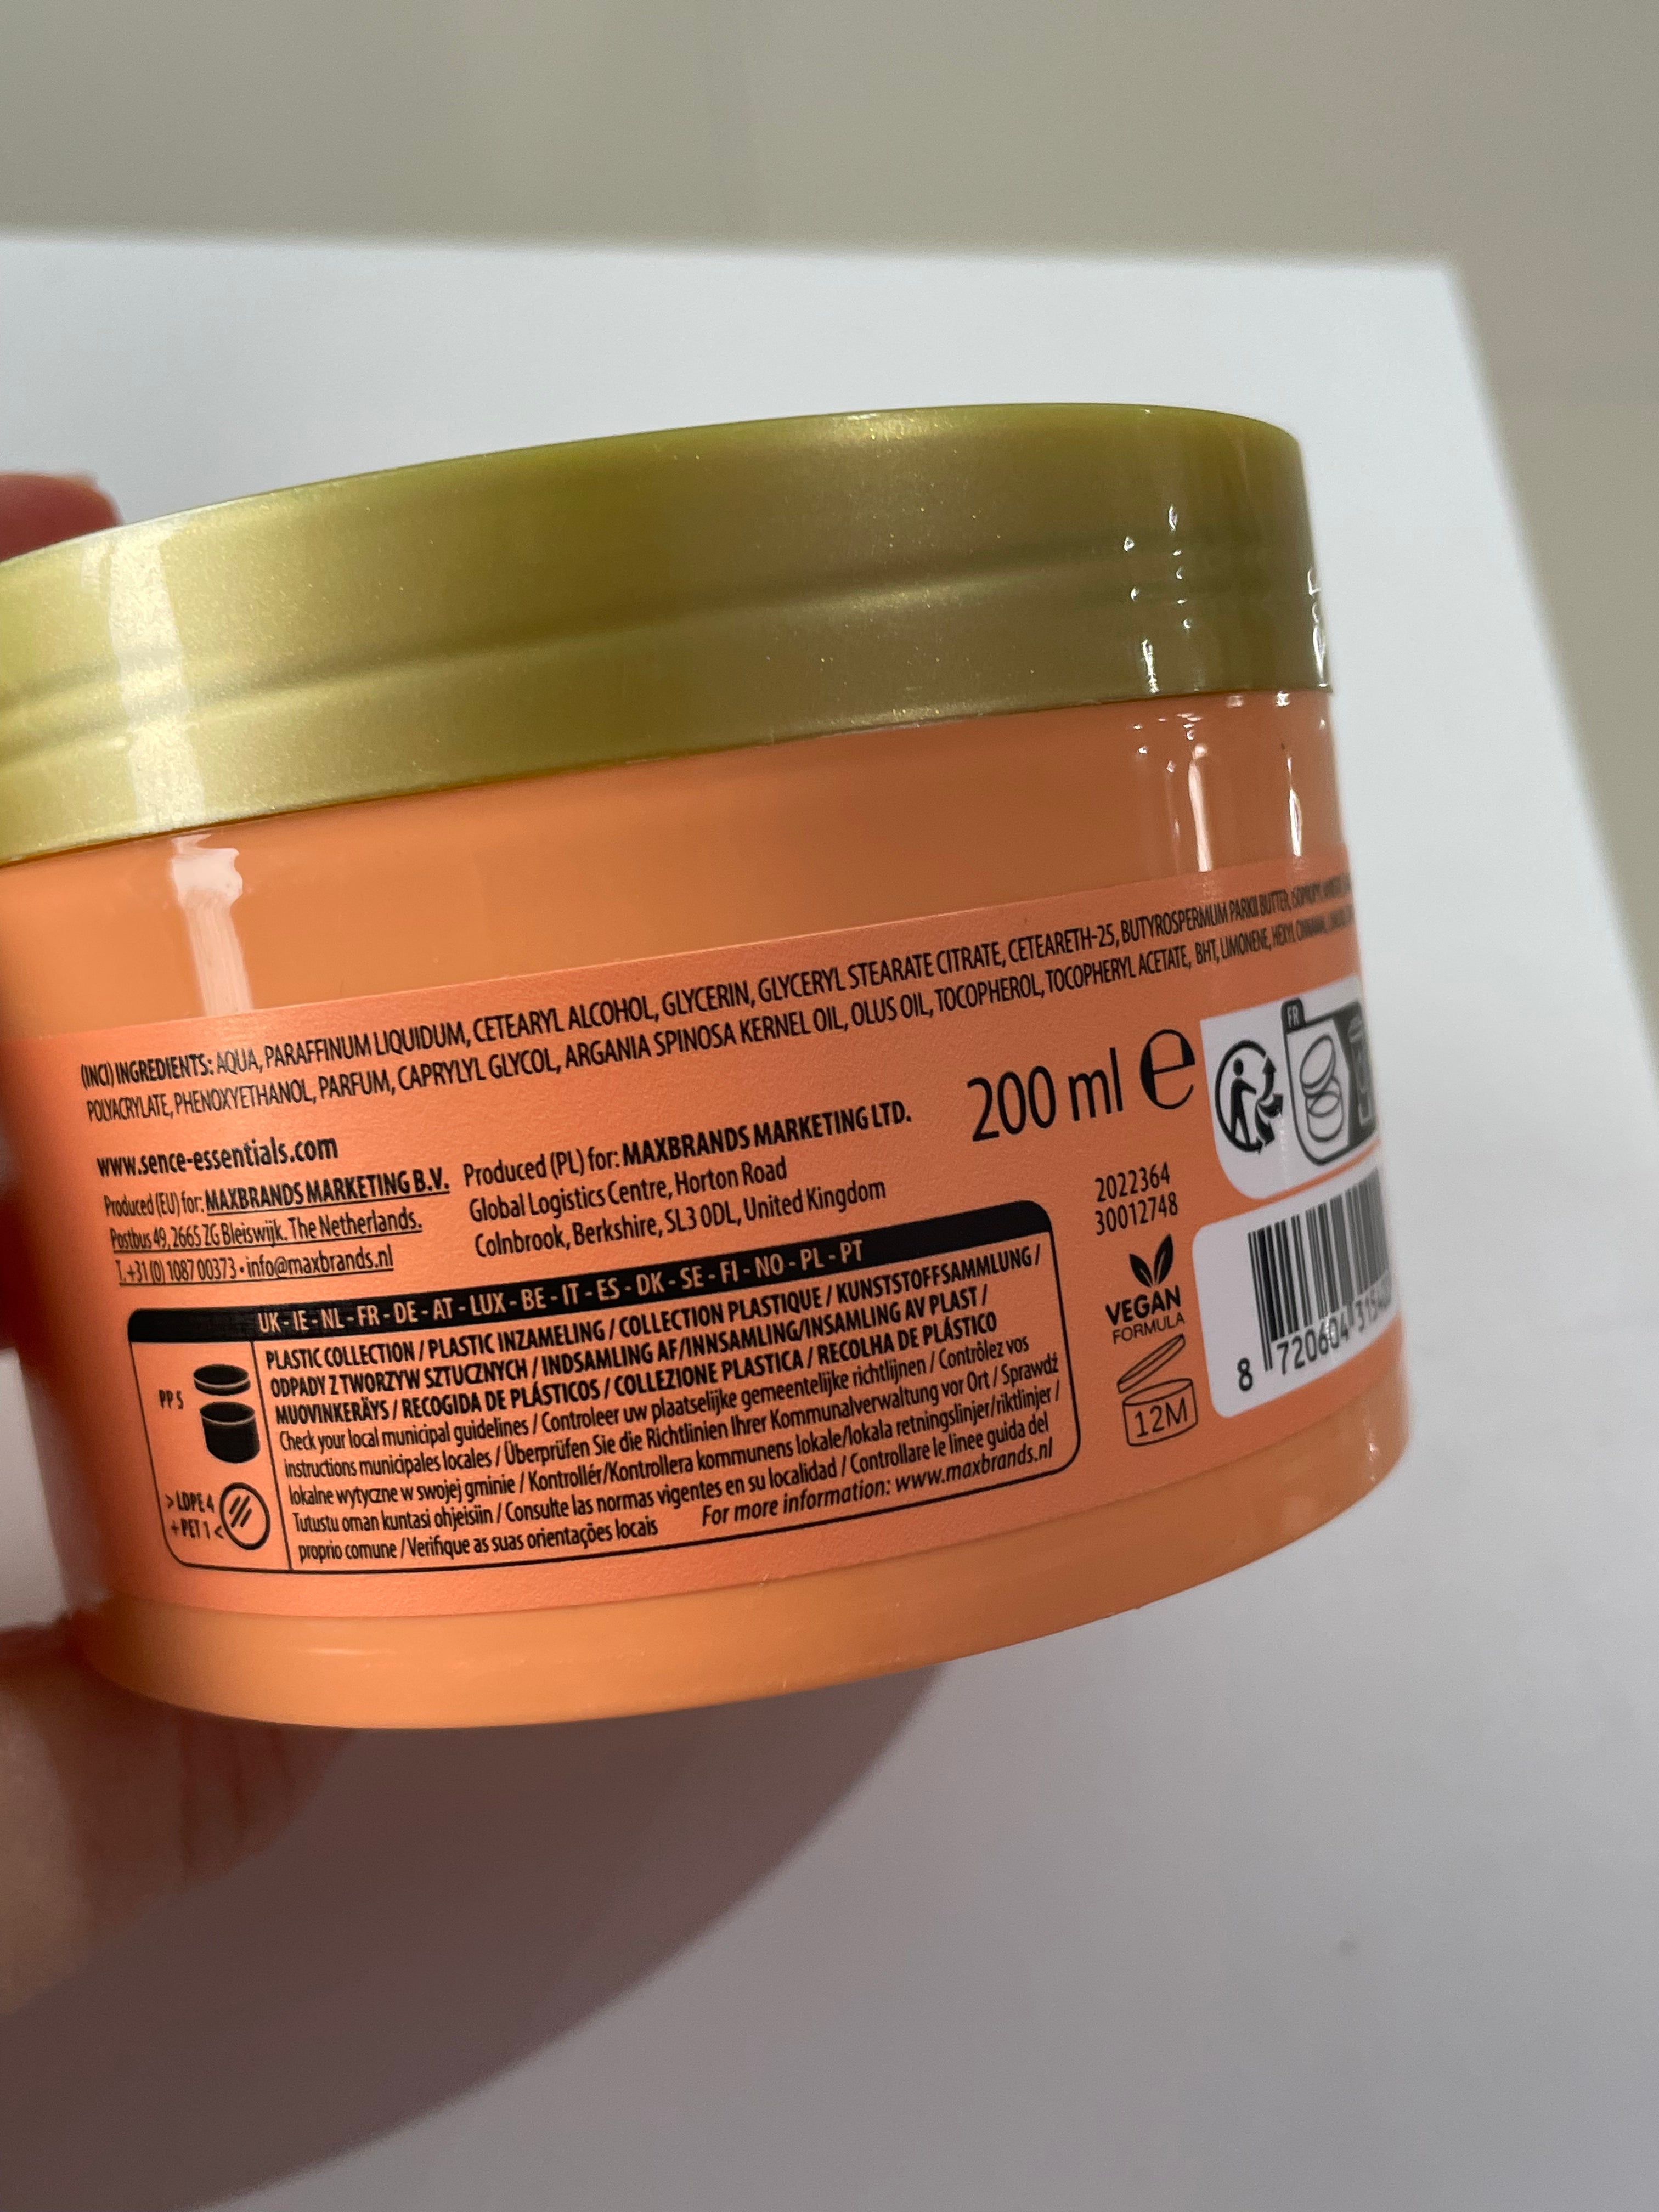 (INCI) INGREDIENTS: AQUA, PARAFFINUM LIQUIDUM, CETEARYL ALCOHOL, GLYCERIN, GLYCERYL STEARATE CITRATE, CETEARETH-25, BUTYROSPERMUM PARKII BUTTER, ISOPROPYL
POLYACRYLATE, PHENOXYETHANOL, PARFUM, CAPRYLYL GLYCOL, ARGANIA SPINOSA KERNEL OIL, OLUS OIL, TOCOPHEROL, TOCOPHERYL ACETATE, BHT, LIMONENE, HEXYL CINNAMAL,
www.sence-essentials.com
Produced (EU) for: MAXBRANDS MARKETING B.V.
Postbus 49, 2665 ZG Bleiswijk. The Netherlands.
T. +31 (0) 1087 00373 • info@maxbrands.nl
Produced (PL) for: MAXBRANDS MARKETING LTD.
Global Logistics Centre, Horton Road
Colnbrook, Berkshire, SL3 0DL, United Kingdom
200 ml e
FR
2022364
30012748
VEGAN
FORMULA
12M
8 720604 315
UK - IE - NL - FR - DE - AT - LUX - BE - IT - ES - DK - SE - FI - NO - PL - PT
PP 5
>LDPE 4
+ PET 1<
PLASTIC COLLECTION / PLASTIC INZAMELING / COLLECTION PLASTIQUE / KUNSTSTOFFSAMMLUNG /
ODPADY Z TWORZYW SZTUCZNYCH / INDSAMLING AF/INNSAMLING/INSAMLING AV PLAST /
MUOVINKERÄYS / RECOGIDA DE PLÁSTICOS / COLLEZIONE PLASTICA / RECOLHA DE PLÁSTICO
Check your local municipal guidelines / Controleer uw plaatselijke gemeentelijke richtlijnen / Contrôlez vos
instructions municipales locales / Überprüfen Sie die Richtlinien Ihrer Kommunalverwaltung vor Ort / Sprawdź
lokalne wytyczne w swojej gminie / Kontrollér/Kontrollera kommunens lokale/lokala retningslinjer/riktlinjer /
Tutustu oman kuntasi ohjeisiin / Consulte las normas vigentes en su localidad / Controllare le linee guida del
proprio comune / Verifique as suas orientações locais For more information: www.maxbrands.nl